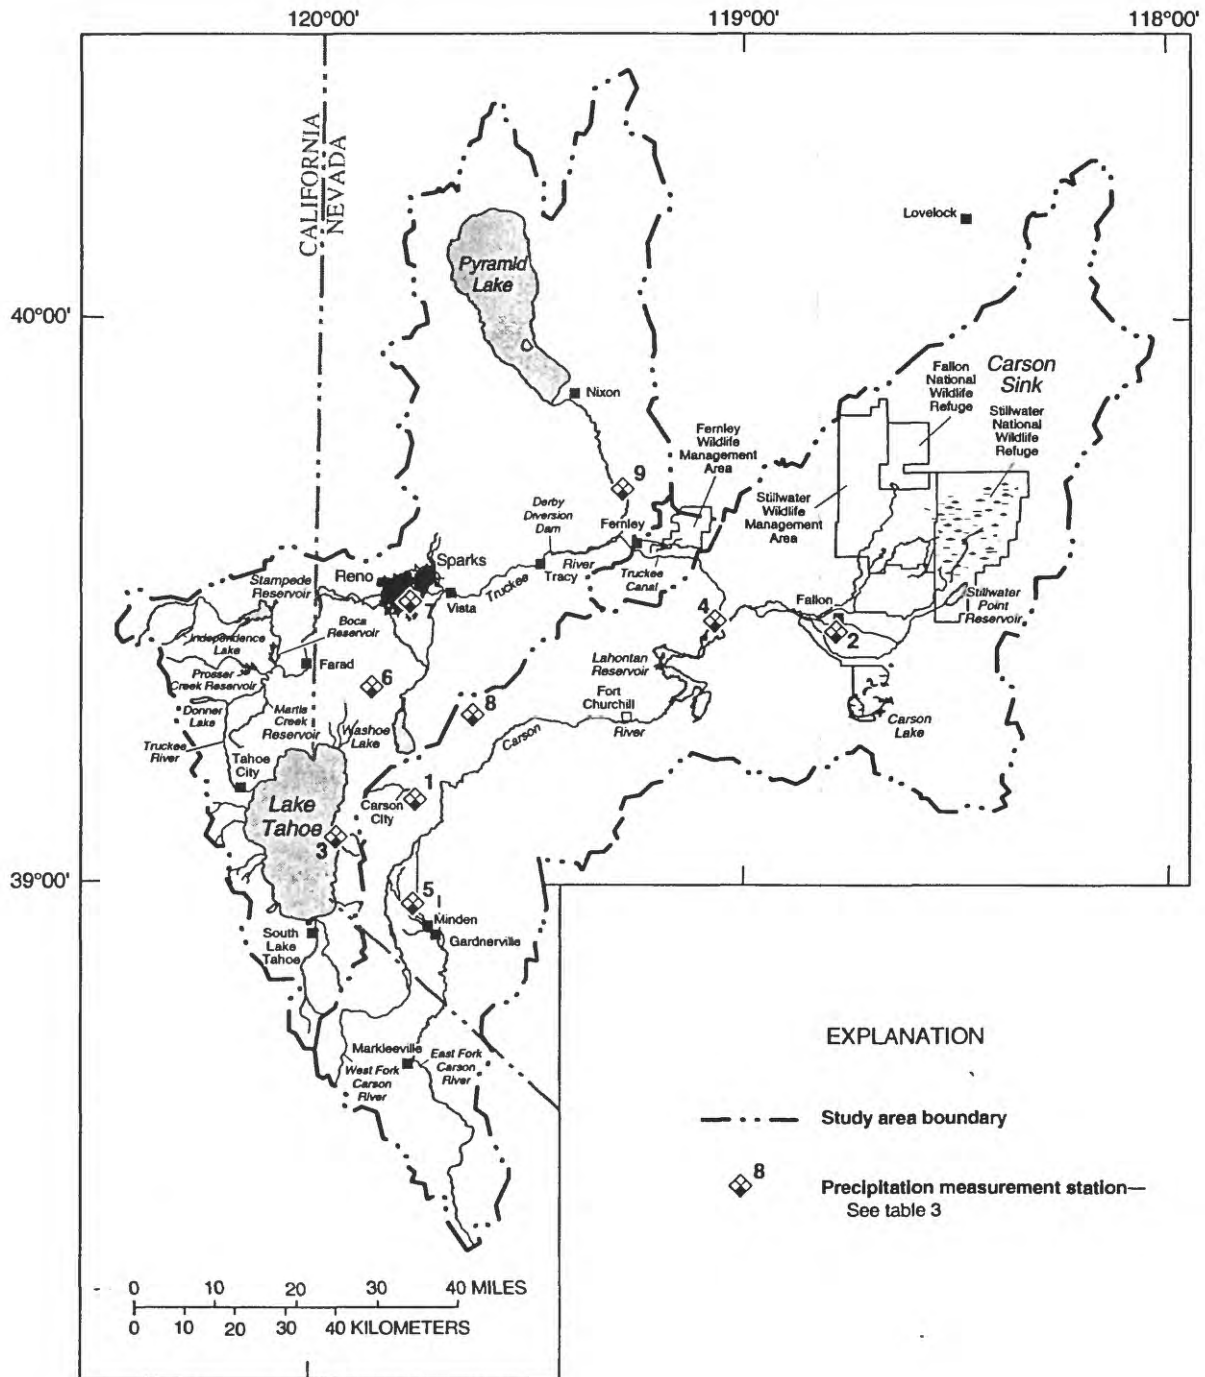 120°00'
119°00'
118°00'
CALIFORNIA
NEVADA
Lovelock
Pyramid
Lake
40°00'
Carson
Sink
Fallon
National
Wildlife
Refuge
Stillwater
National
Wildlife
Refuge
Nixon
Fernley
Wildlife
Management
Area
9
Stillwater
Wildlife
Management
Area
Derby
Diversion
Dam
Fernley
Sparks
Reno
River
Tracy
Truckee
Truckee
Canal
Stampede
Reservoir
Vista
7
Fallon
Stillwater
Point
Reservoir
4
2
Boca
Reservoir
Independence
Lake
Farad
Prosser
Creek Reservoir
6
Lahontan
Reservoir
8
Fort
Churchill
Donner
Lake
Martis
Creek
Reservoir
Washoe
Lake
Carson
River
Carson
Lake
Truckee
River
Tahoe
City
1
Carson
City
Lake
Tahoe
3
39°00'
5
Minden
Gardnerville
South
Lake
Tahoe
Markleeville
East Fork
Carson
River
West Fork
Carson
River
EXPLANATION
Study area boundary
8
Precipitation measurement station—
See table 3
0 10 22 30 40 MILES
0 10 20 30 40 KILOMETERS